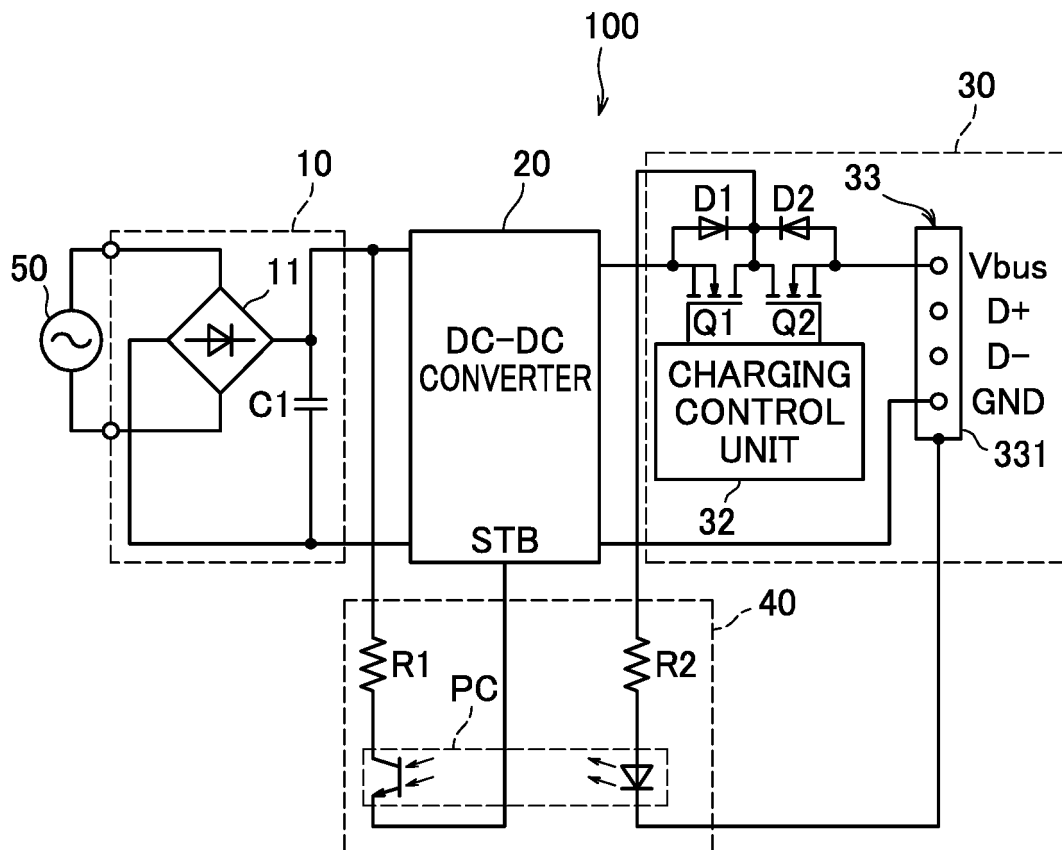 100
30
10
20
D1
D2
33
50
11
Vbus
D+
Q1
Q2
DC-DC
CONVERTER
D-
CHARGING
CONTROL
UNIT
C1
GND
331
32
STB
40
R1
R2
PC